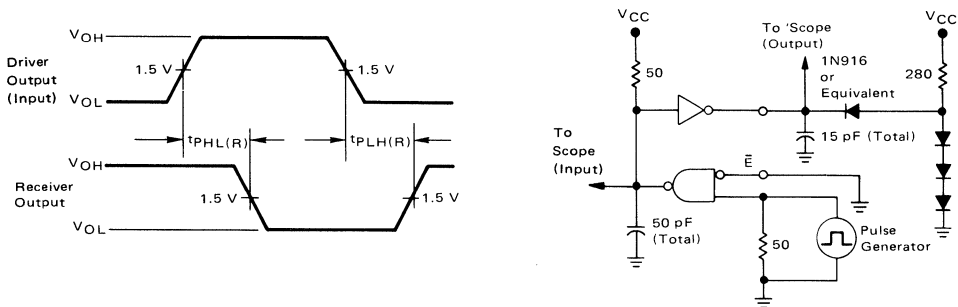 VOH
Driver
Output
(Input)
1.5 V
1.5 V
VOL
tPHL(R)
tPLH(R)
VOH
Receiver
Output
1.5 V
1.5 V
VOL
VCC
50
To 'Scope
(Output)
1N916
or
Equivalent
VCC
280
15 pF (Total)
To
Scope
(Input)
E̅
50 pF
(Total)
50
Pulse
Generator